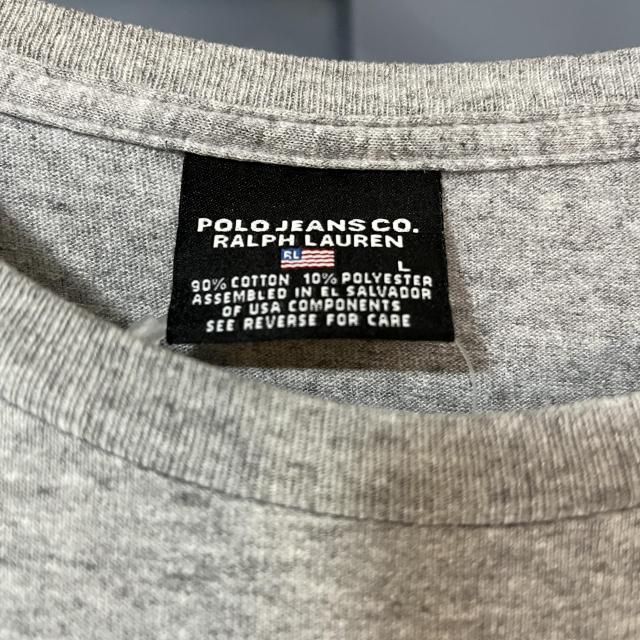 POLO JEANS CO.
RALPH LAUREN
RL
L
90% COTTON 10% POLYESTER
ASSEMBLED IN EL SALVADOR
OF USA COMPONENTS
SEE REVERSE FOR CARE